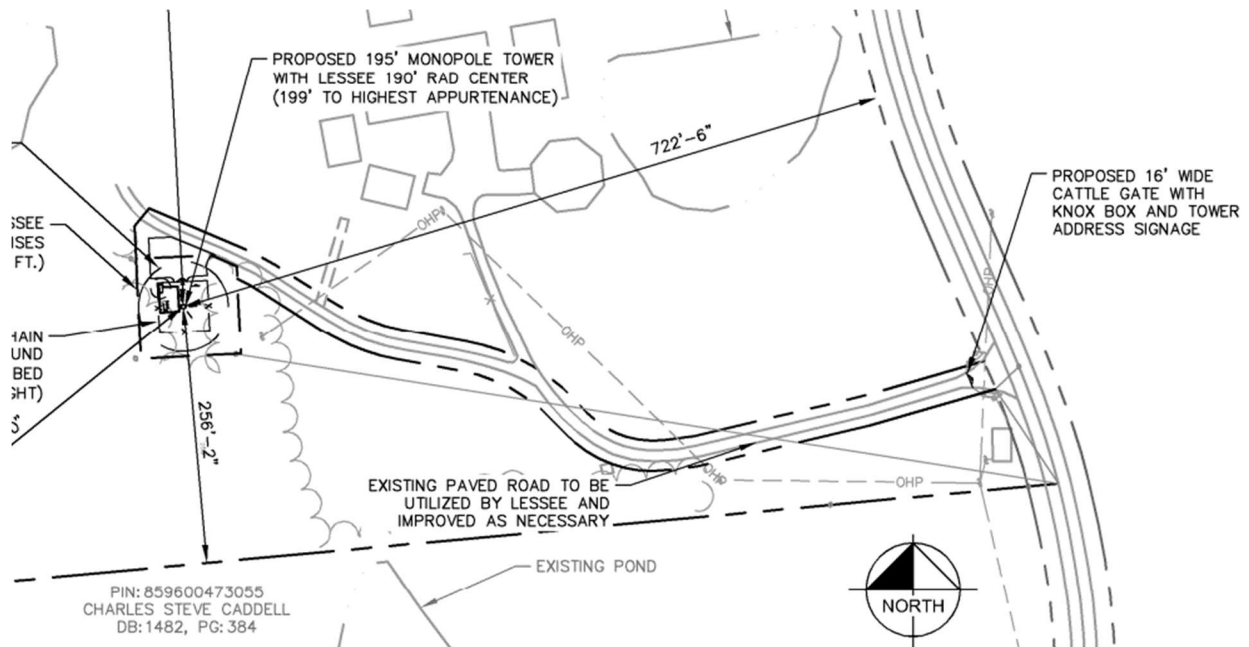 PROPOSED 195' MONOPOLE TOWER
WITH LESSEE 190' RAD CENTER
(199' TO HIGHEST APPURTENANCE)
722'-6"
PROPOSED 16' WIDE
CATTLE GATE WITH
KNOX BOX AND TOWER
ADDRESS SIGNAGE
OHP
OHP
OHP
OHP
OHP
SSEE
ISES
FT.)
HAIN
UND
BED
GHT)
256'-2"
EXISTING PAVED ROAD TO BE
UTILIZED BY LESSEE AND
IMPROVED AS NECESSARY
EXISTING POND
PIN: 859600473055
CHARLES STEVE CADDELL
DB: 1482, PG: 384
NORTH